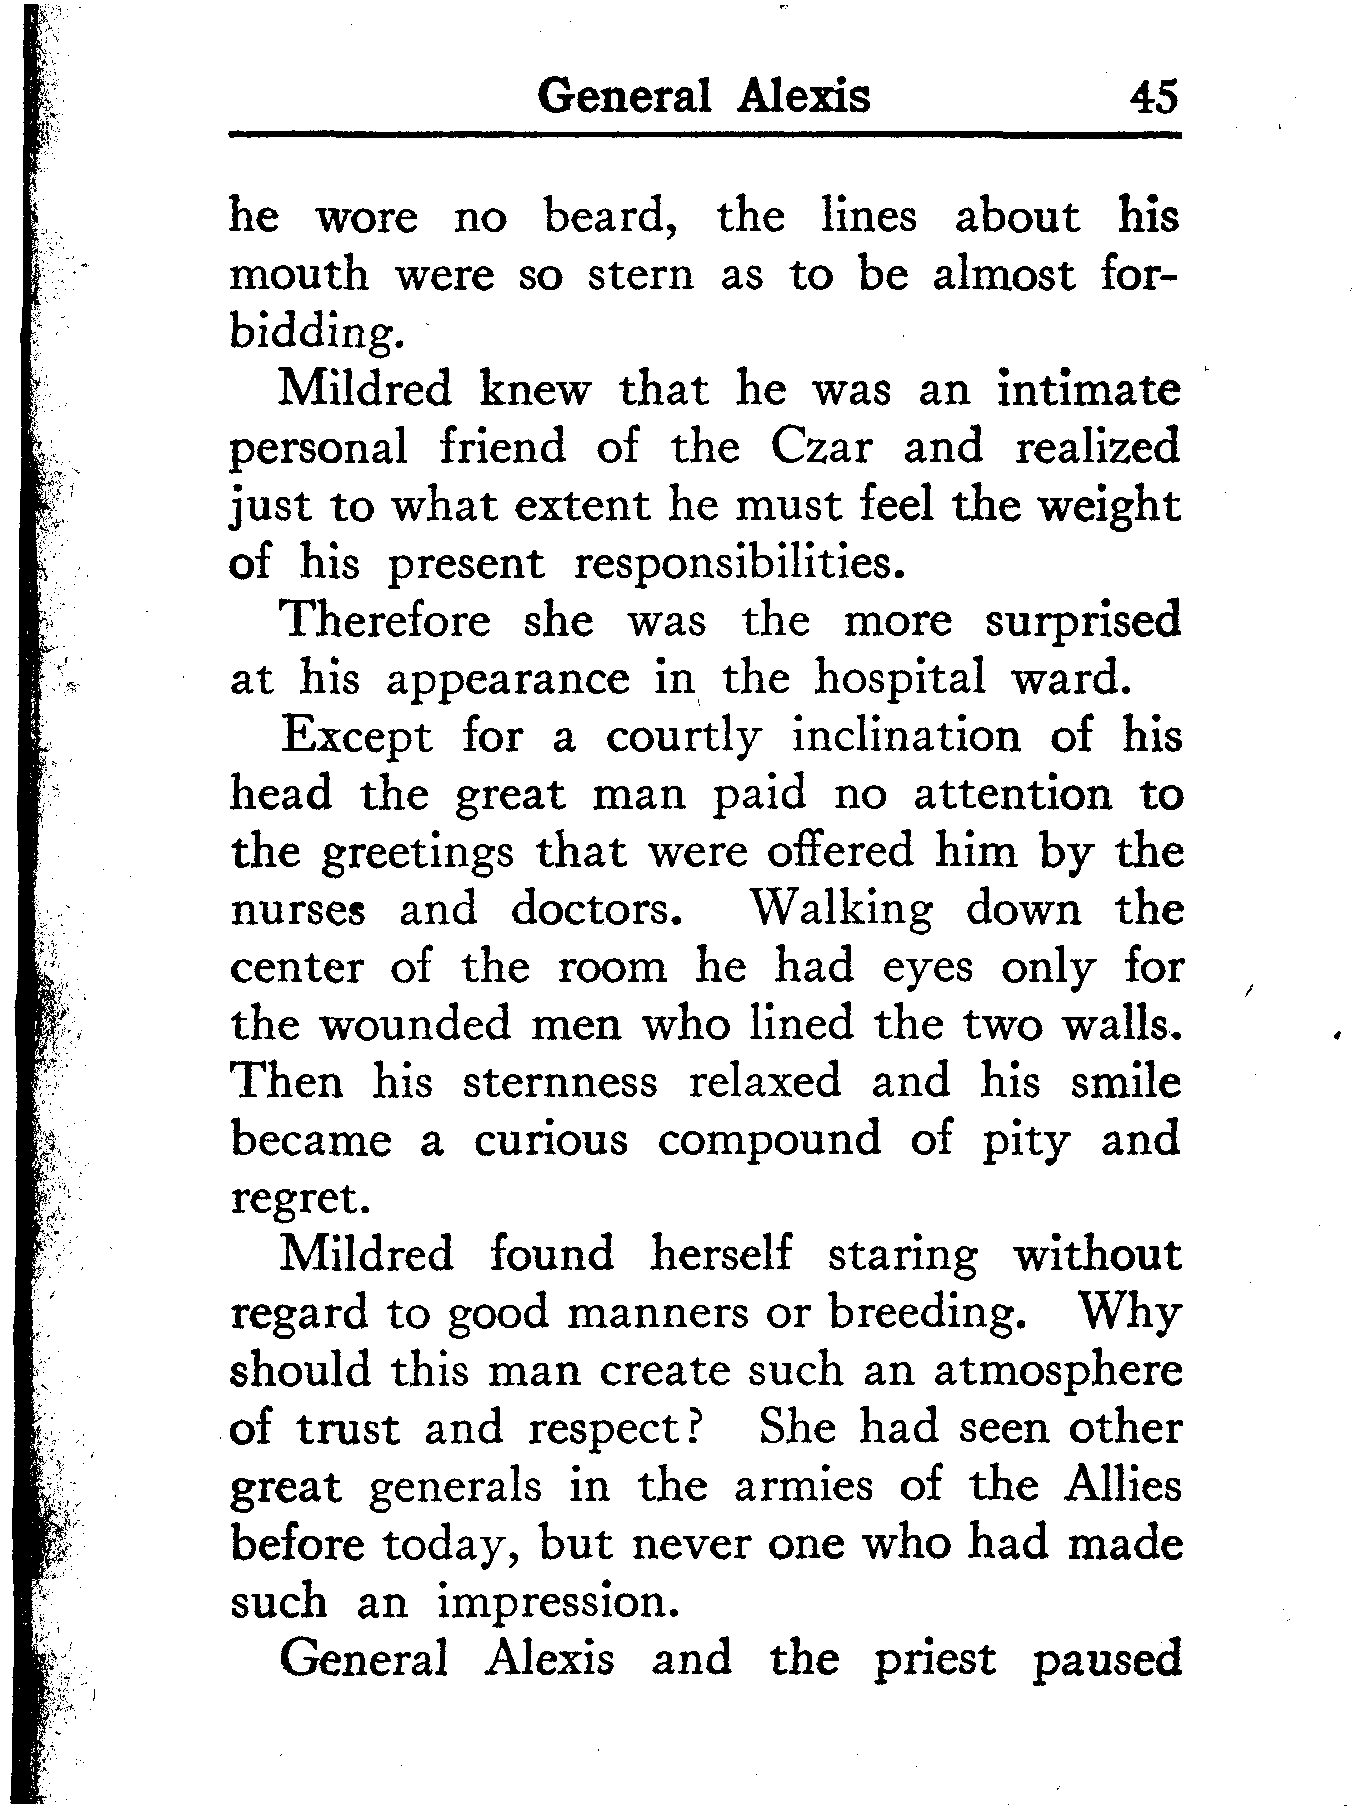 General Alexis 45
he wore no beard, the lines about his
mouth were so stern as to be almost for-
bidding.
Mildred knew that he was an intimate
personal friend of the Czar and realized
just to what extent he must feel the weight
of his present responsibilities.
Therefore she was the more surprised
at his appearance in the hospital ward.
Except for a courtly inclination of his
head the great man paid no attention to
the greetings that were offered him by the
nurses and doctors. Walking down the
center of the room he had eyes only for
the wounded men who lined the two walls.
Then his sternness relaxed and his smile
became a curious compound of pity and
regret.
Mildred found herself staring without
regard to good manners or breeding. Why
should this man create such an atmosphere
of trust and respect? She had seen other
great generals in the armies of the Allies
before today, but never one who had made
such an impression.
General Alexis and the priest paused